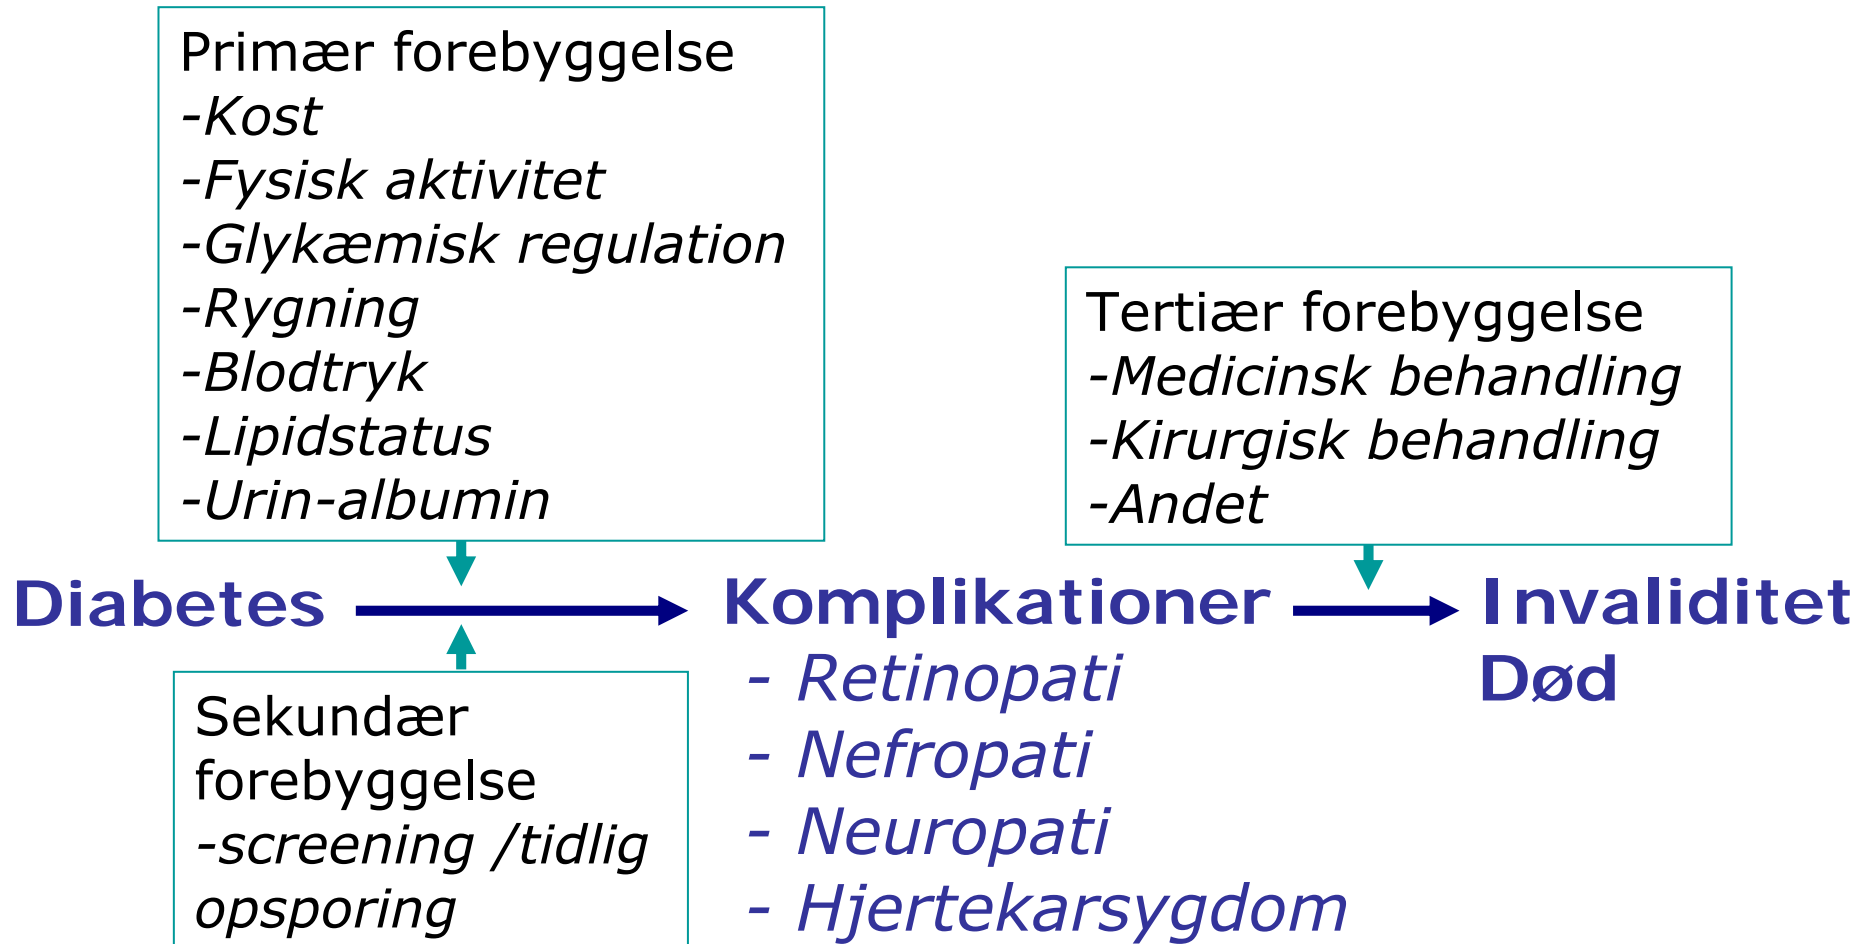 Primær forebyggelse
-Kost
-Fysisk aktivitet
-Glykæmisk regulation
-Rygning
-Blodtryk
-Lipidstatus
-Urin-albumin
Tertiær forebyggelse
-Medicinsk behandling
-Kirurgisk behandling
-Andet
Diabetes
Komplikationer
- Retinopati
- Nefropati
- Neuropati
- Hjertekarsygdom
Invaliditet
Død
Sekundær
forebyggelse
-screening /tidlig
opsporing